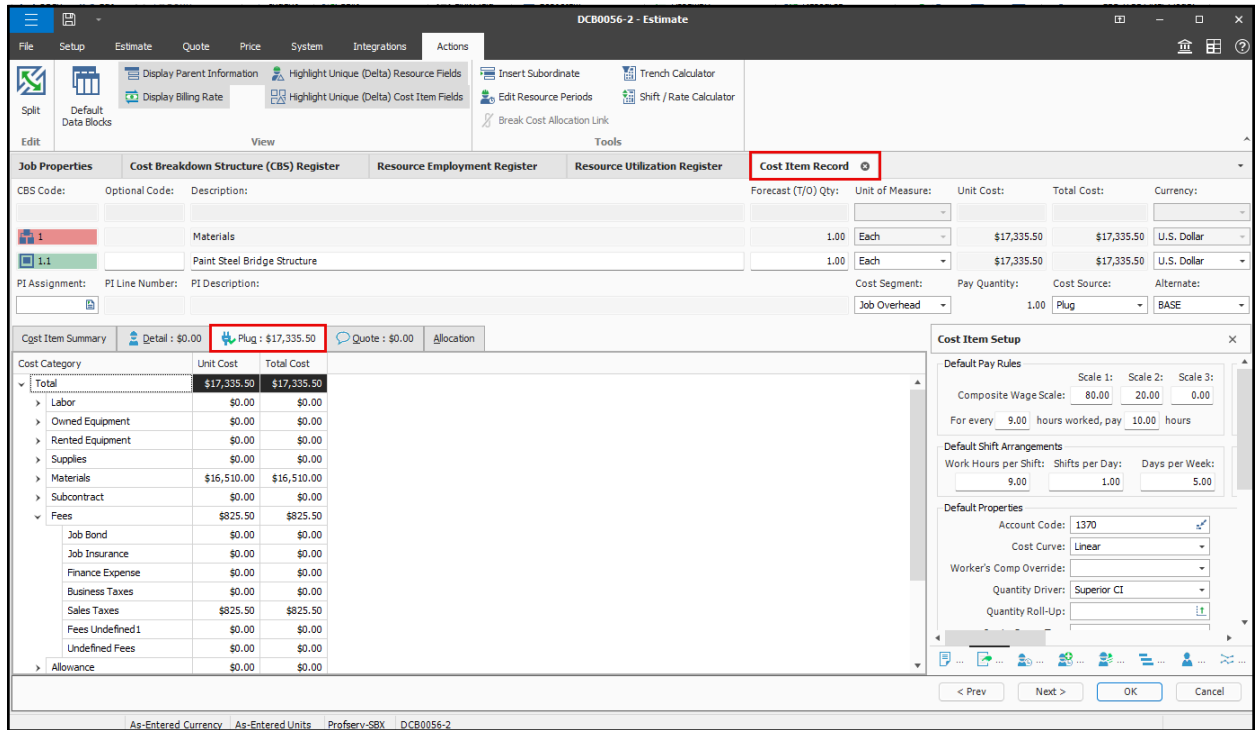 DCB0056-2 - Estimate
File Setup Estimate Quote Price System Integrations Actions
Split
Default Data Blocks
Display Parent Information
Highlight Unique (Delta) Resource Fields
Display Billing Rate
Highlight Unique (Delta) Cost Item Fields
Insert Subordinate
Trench Calculator
Edit Resource Periods
Shift / Rate Calculator
Break Cost Allocation Link
Edit View Tools
Job Properties Cost Breakdown Structure (CBS) Register Resource Employment Register Resource Utilization Register Cost Item Record
CBS Code: Optional Code: Description: Forecast (T/O) Qty: Unit of Measure: Unit Cost: Total Cost: Currency:
1 Materials 1.00 Each $17,335.50 $17,335.50 U.S. Dollar
1.1 Paint Steel Bridge Structure 1.00 Each $17,335.50 $17,335.50 U.S. Dollar
PI Assignment: PI Line Number: PI Description: Cost Segment: Pay Quantity: Cost Source: Alternate:
Job Overhead 1.00 Plug BASE
Cost Item Summary Detail : $0.00 Plug : $17,335.50 Quote : $0.00 Allocation
Cost Category Unit Cost Total Cost
Total $17,335.50 $17,335.50
Labor $0.00 $0.00
Owned Equipment $0.00 $0.00
Rented Equipment $0.00 $0.00
Supplies $0.00 $0.00
Materials $16,510.00 $16,510.00
Subcontract $0.00 $0.00
Fees $825.50 $825.50
Job Bond $0.00 $0.00
Job Insurance $0.00 $0.00
Finance Expense $0.00 $0.00
Business Taxes $0.00 $0.00
Sales Taxes $825.50 $825.50
Fees Undefined1 $0.00 $0.00
Undefined Fees $0.00 $0.00
Allowance $0.00 $0.00
Cost Item Setup
Default Pay Rules
Scale 1: Scale 2: Scale 3:
Composite Wage Scale: 80.00 20.00 0.00
For every 9.00 hours worked, pay 10.00 hours
Default Shift Arrangements
Work Hours per Shift: Shifts per Day: Days per Week:
9.00 1.00 5.00
Default Properties
Account Code: 1370
Cost Curve: Linear
Worker's Comp Override:
Quantity Driver: Superior CI
Quantity Roll-Up:
< Prev Next > OK Cancel
As-Entered Currency As-Entered Units Profserv-SBX DCB0056-2